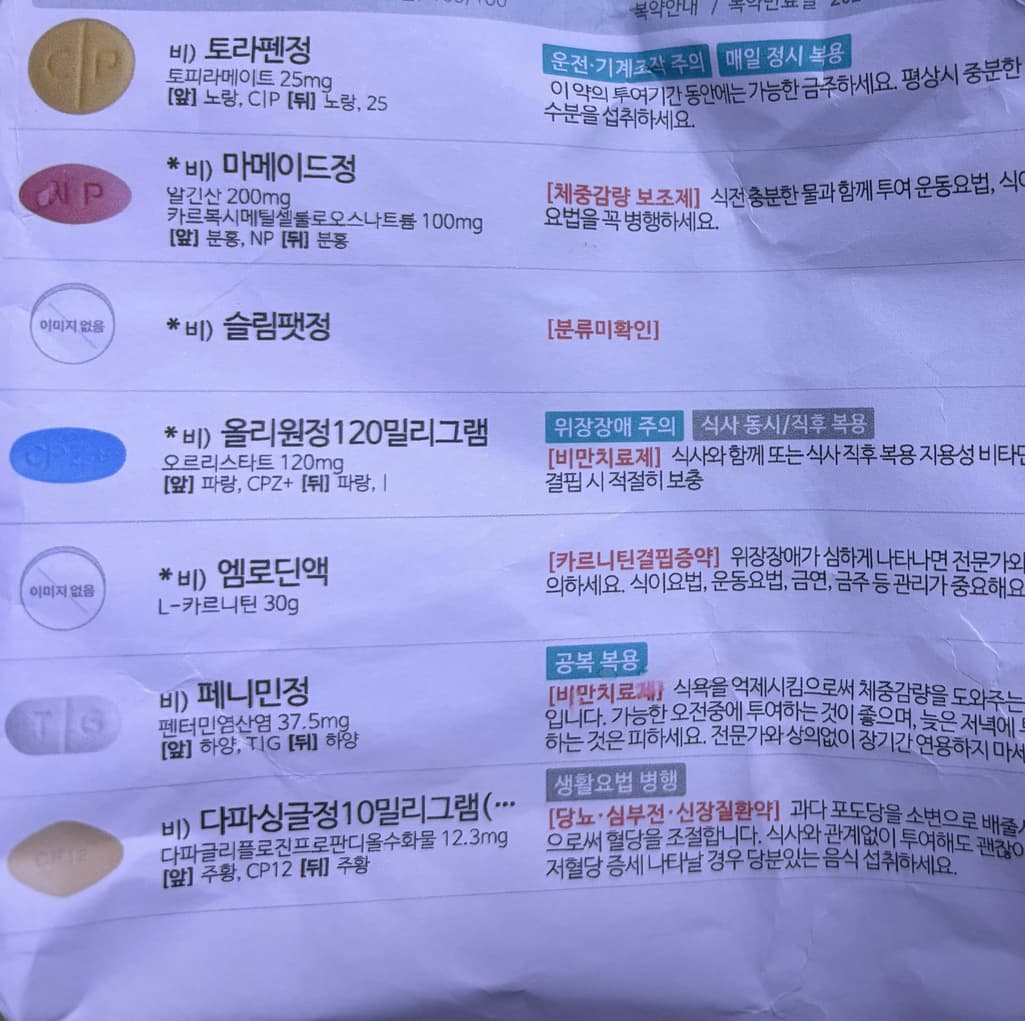 복약안내 /
비) 토라펜정
토피라메이트 25mg
[앞] 노랑, C|P [뒤] 노랑, 25
운전·기계조작 주의 매일 정시 복용
이 약의 투여기간 동안에는 가능한 금주하세요. 평상시 중분한
수분을 섭취하세요.
*비) 마메이드정
알긴산 200mg
카르복시메틸셀룰로오스나트륨 100mg
[앞] 분홍, NP [뒤] 분홍
[체중감량 보조제] 식전 충분한 물과 함께 투여 운동요법,
요법을 꼭 병행하세요.
이미지 없음
*비) 슬림팻정
[분류미확인]
*비) 올리원정120밀리그램
오르리스타트 120mg
[앞] 파랑, CPZ+ [뒤] 파랑, |
위장장애 주의 식사 동시/직후 복용
[비만치료제] 식사와 함께 또는 식사 직후 복용 지용성
결핍 시 적절히 보충
이미지 없음
*비) 엠로딘액
L-카르니틴 30g
[카르니틴결핍증약] 위장장애가 심하게 나타나면
의하세요. 식이요법, 운동요법, 금연, 금주 등 관리가 중요해요
T G
비) 페니민정
펜터민염산염 37.5mg
[앞] 하양, T|G [뒤] 하양
공복 복용
[비만치료제] 식욕을 억제시킴으로써 체중감량을 도와주는
입니다. 가능한 오전중에 투여하는 것이 좋으며, 늦은 저녁에
하는 것은 피하세요. 전문가와 상의없이 장기간 연용하지
CP12
비) 다파싱글정10밀리그램(…
다파글리플로진프로판디올수화물 12.3mg
[앞] 주황, CP12 [뒤] 주황
생활요법 병행
[당뇨·심부전·신장질환약] 과다 포도당을 소변으로
으로써 혈당을 조절합니다. 식사와 관계없이 투여해도
저혈당 증세 나타날 경우 당분있는 음식 섭취하세요.